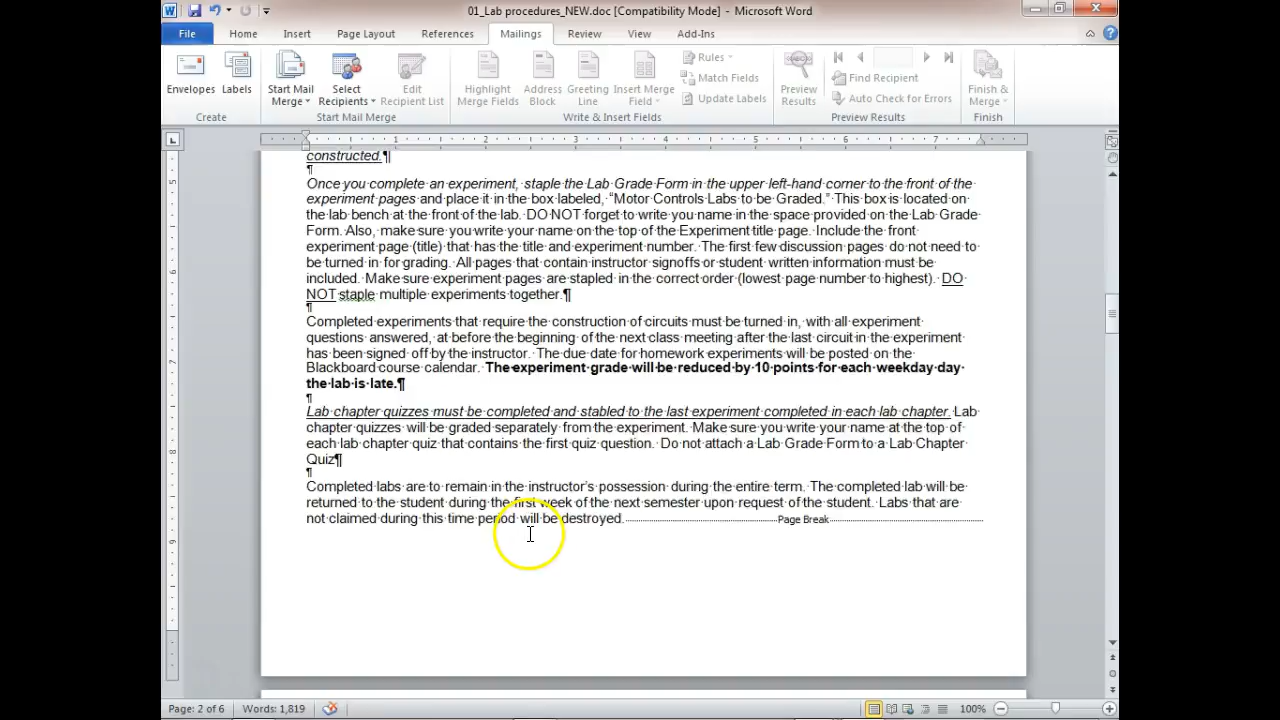 01_Lab procedures_NEW.doc [Compatibility Mode] - Microsoft Word
File Home Insert Page Layout References Mailings Review View Add-Ins
Envelopes Labels
Create
Start Mail Merge Select Recipients Edit Recipient List
Start Mail Merge
Highlight Merge Fields Address Block Greeting Line Insert Merge Field Rules Match Fields Update Labels
Write & Insert Fields
Preview Results Find Recipient Auto Check for Errors
Preview Results
Finish & Merge
Finish
1 2 3 4 5 6 7
constructed.¶
¶
Once you complete an experiment, staple the Lab Grade Form in the upper left-hand corner to the front of the
experiment pages and place it in the box labeled, “Motor Controls Labs to be Graded.” This box is located on
the lab bench at the front of the lab. DO NOT forget to write you name in the space provided on the Lab Grade
Form. Also, make sure you write your name on the top of the Experiment title page. Include the front
experiment page (title) that has the title and experiment number. The first few discussion pages do not need to
be turned in for grading. All pages that contain instructor signoffs or student written information must be
included. Make sure experiment pages are stapled in the correct order (lowest page number to highest). DO
NOT staple multiple experiments together.¶
¶
Completed experiments that require the construction of circuits must be turned in, with all experiment
questions answered, at before the beginning of the next class meeting after the last circuit in the experiment
has been signed off by the instructor. The due date for homework experiments will be posted on the
Blackboard course calendar. The experiment grade will be reduced by 10 points for each weekday day
the lab is late.¶
¶
Lab chapter quizzes must be completed and stabled to the last experiment completed in each lab chapter. Lab
chapter quizzes will be graded separately from the experiment. Make sure you write your name at the top of
each lab chapter quiz that contains the first quiz question. Do not attach a Lab Grade Form to a Lab Chapter
Quiz¶
¶
Completed labs are to remain in the instructor’s possession during the entire term. The completed lab will be
returned to the student during the first week of the next semester upon request of the student. Labs that are
not claimed during this time period will be destroyed. Page Break
5
6
7
8
9
Page: 2 of 6 Words: 1,819 100%